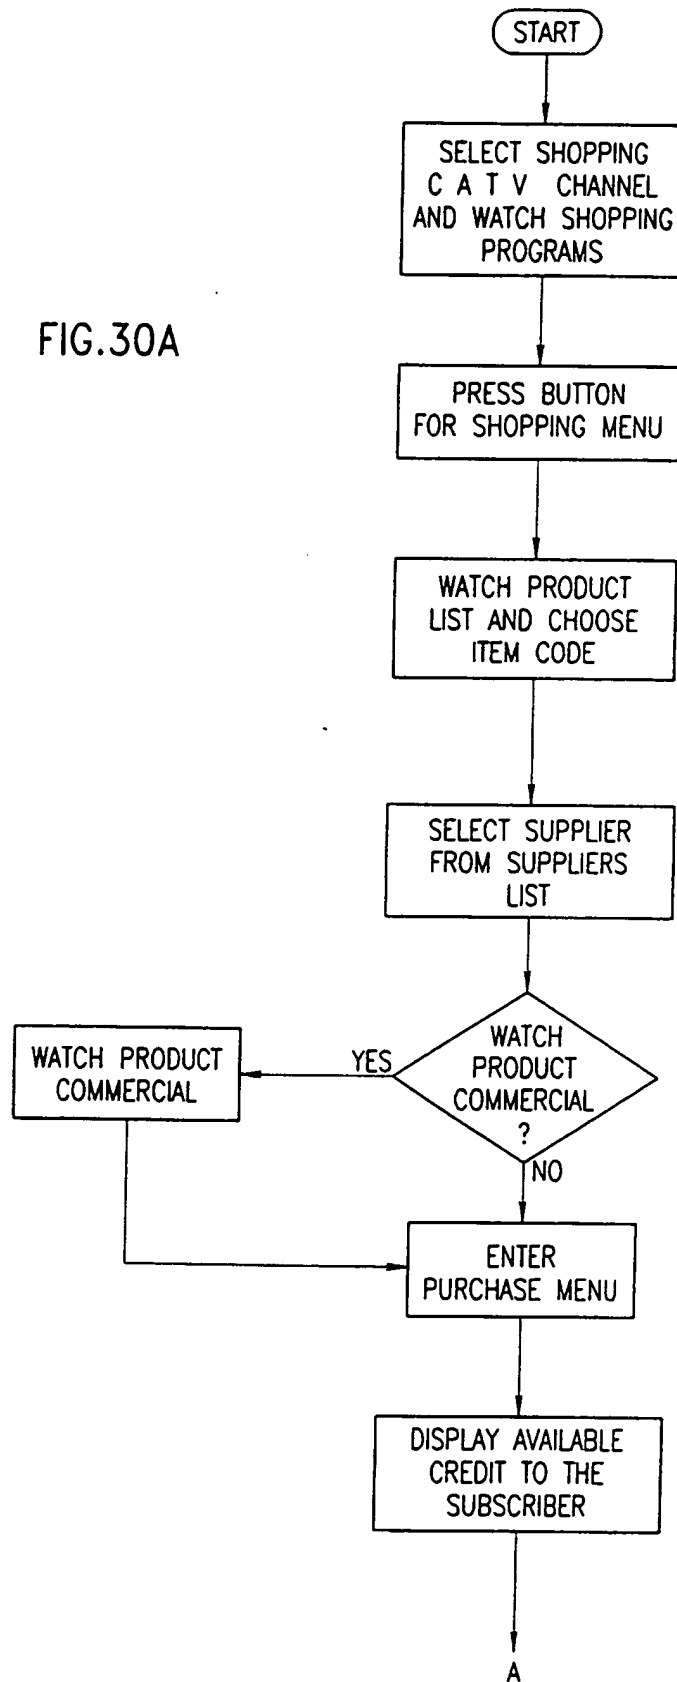 START
SELECT SHOPPING
C A T V CHANNEL
AND WATCH SHOPPING
PROGRAMS
FIG.30A
PRESS BUTTON
FOR SHOPPING MENU
WATCH PRODUCT
LIST AND CHOOSE
ITEM CODE
SELECT SUPPLIER
FROM SUPPLIERS
LIST
WATCH
PRODUCT
COMMERCIAL
?
YES
WATCH PRODUCT
COMMERCIAL
NO
ENTER
PURCHASE MENU
DISPLAY AVAILABLE
CREDIT TO THE
SUBSCRIBER
A